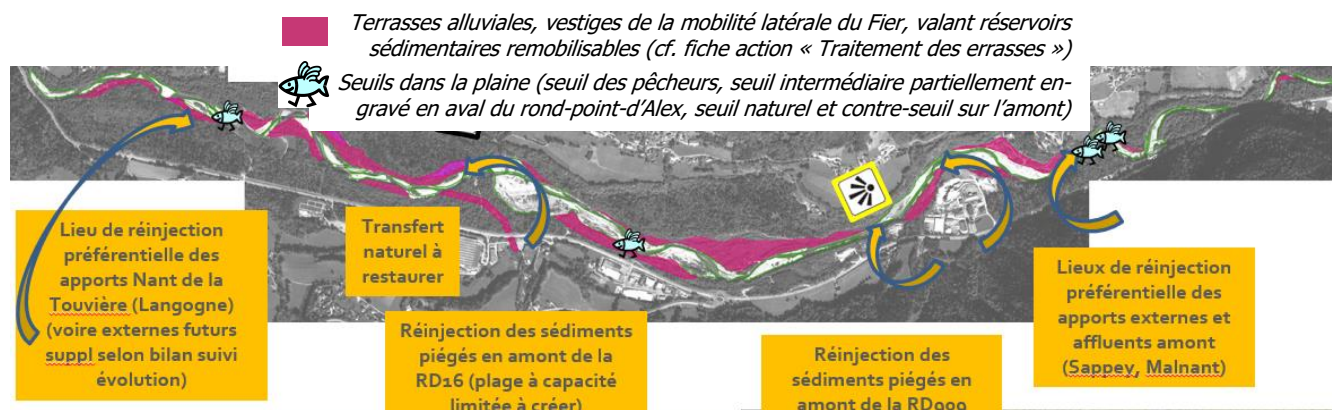 Terrasses alluviales, vestiges de la mobilité latérale du Fier, valant réservoirs
sédimentaires remobilisables (cf. fiche action « Traitement des errasses »)
Seuils dans la plaine (seuil des pêcheurs, seuil intermédiaire partiellement en-
gravé en aval du rond-point-d’Alex, seuil naturel et contre-seuil sur l’amont)
Lieu de réinjection
préférentielle des
apports Nant de la
Touvière (Langogne)
(voire externes futurs
suppl selon bilan suivi
évolution)
Transfert
naturel à
restaurer
Réinjection des sédiments
piégés en amont de la
RD16 (plage à capacité
limitée à créer)
Réinjection des
sédiments piégés en
amont de la RD909
Lieux de réinjection
préférentielle des
apports externes et
affluents amont
(Sappey, Malnant)